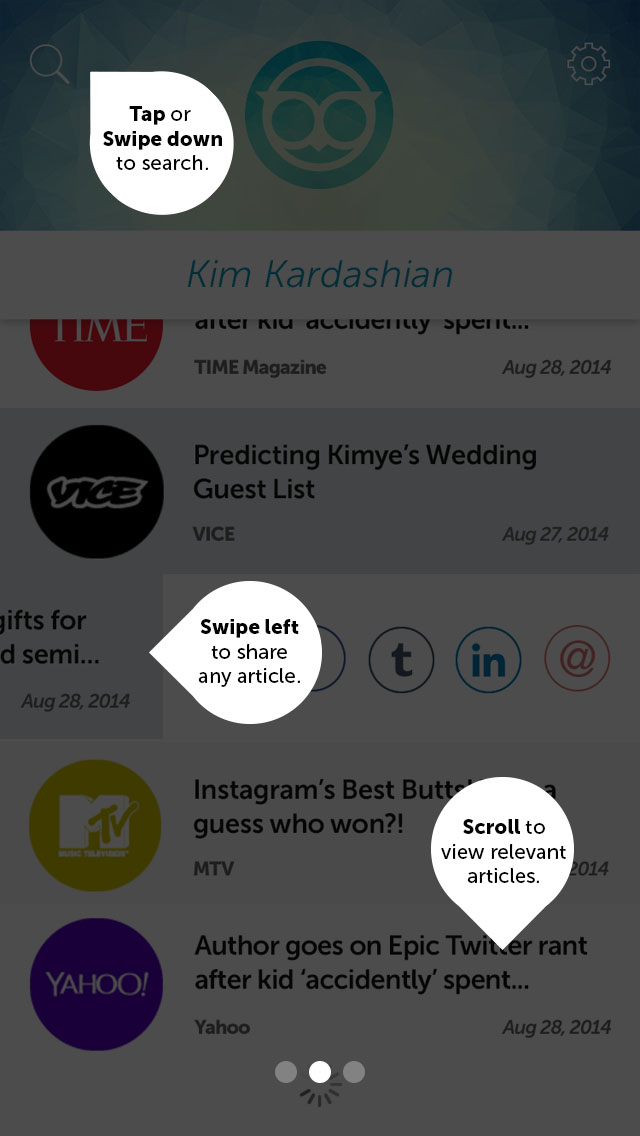 Tap or
Swipe down
to search.
Kim Kardashian
TIME
after kid ‘accidently’ spent...
TIME Magazine
Aug 28, 2014
VICE
Predicting Kimye’s Wedding
Guest List
VICE
Aug 27, 2014
gifts for
d semi...
Aug 28, 2014
Swipe left
to share
any article.
t
in
@
MTV
MUSIC TELEVISION
Instagram’s Best Butts
a
guess who won?!
MTV
2014
Scroll to
view relevant
articles.
YAHOO!
Author goes on Epic Twitter rant
after kid ‘accidently’ spent...
Yahoo
Aug 28, 2014